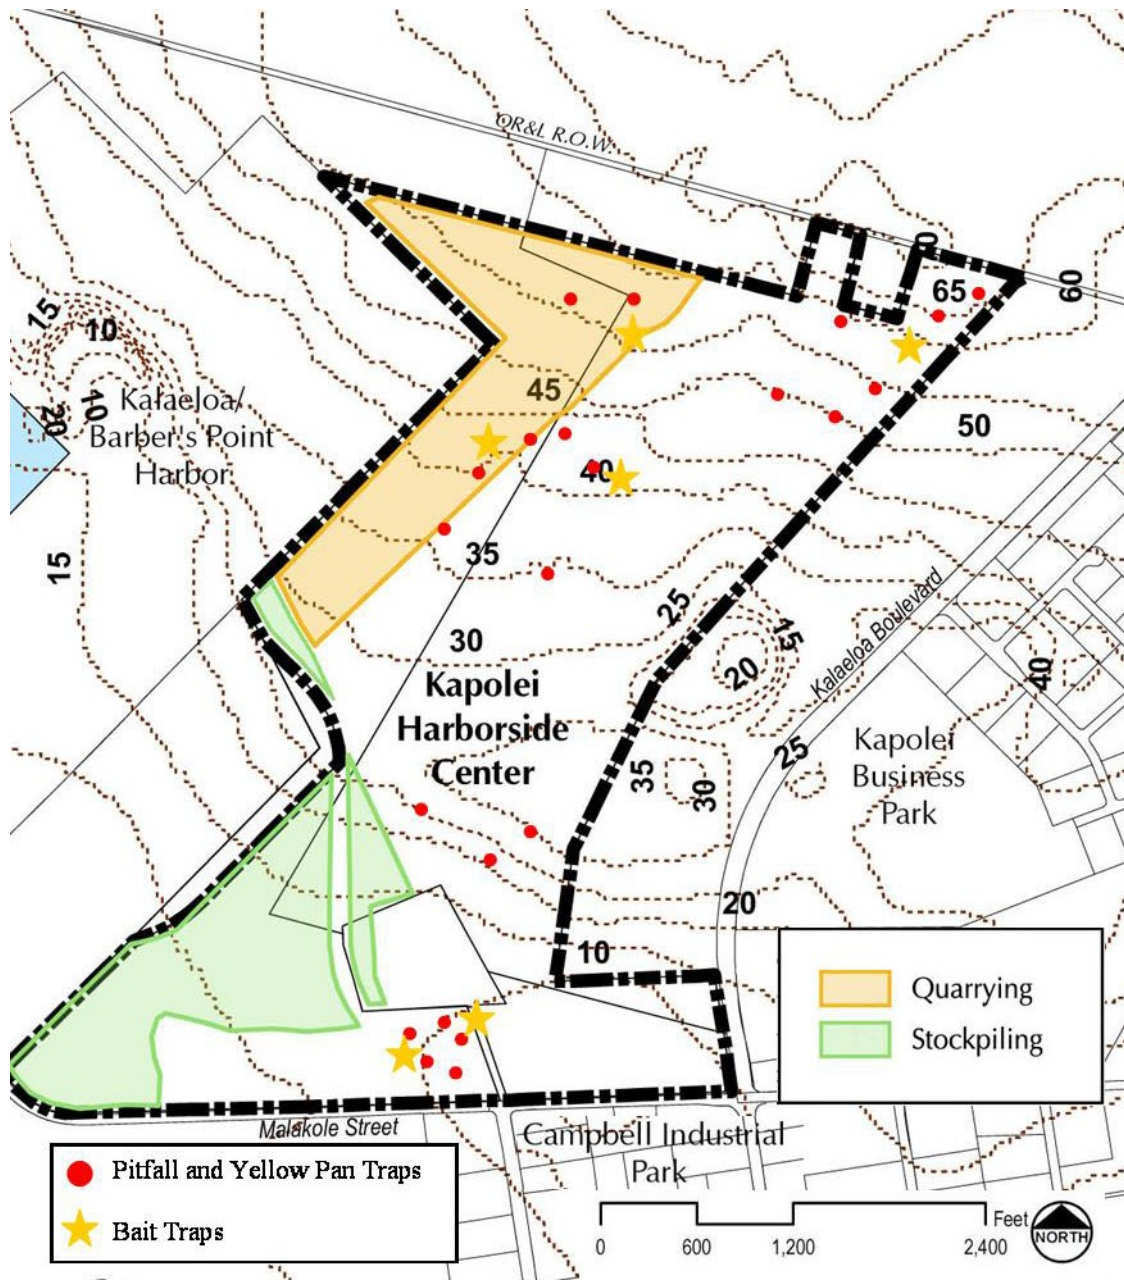 OR&L R.O.W.
60
65
15
10
45
Kalaeloa/
Barber's Point
Harbor
20
10
50
40
35
15
25
30
15
20
Kalaeloa Boulevard
40
Kapolei
Harborside
Center
25
Kapolei
Business
Park
35
30
20
10
Quarrying
Stockpiling
Malakole Street
Campbell Industrial
Park
Pitfall and Yellow Pan Traps
Bait Traps
Feet
0 600 1,200 2,400
NORTH